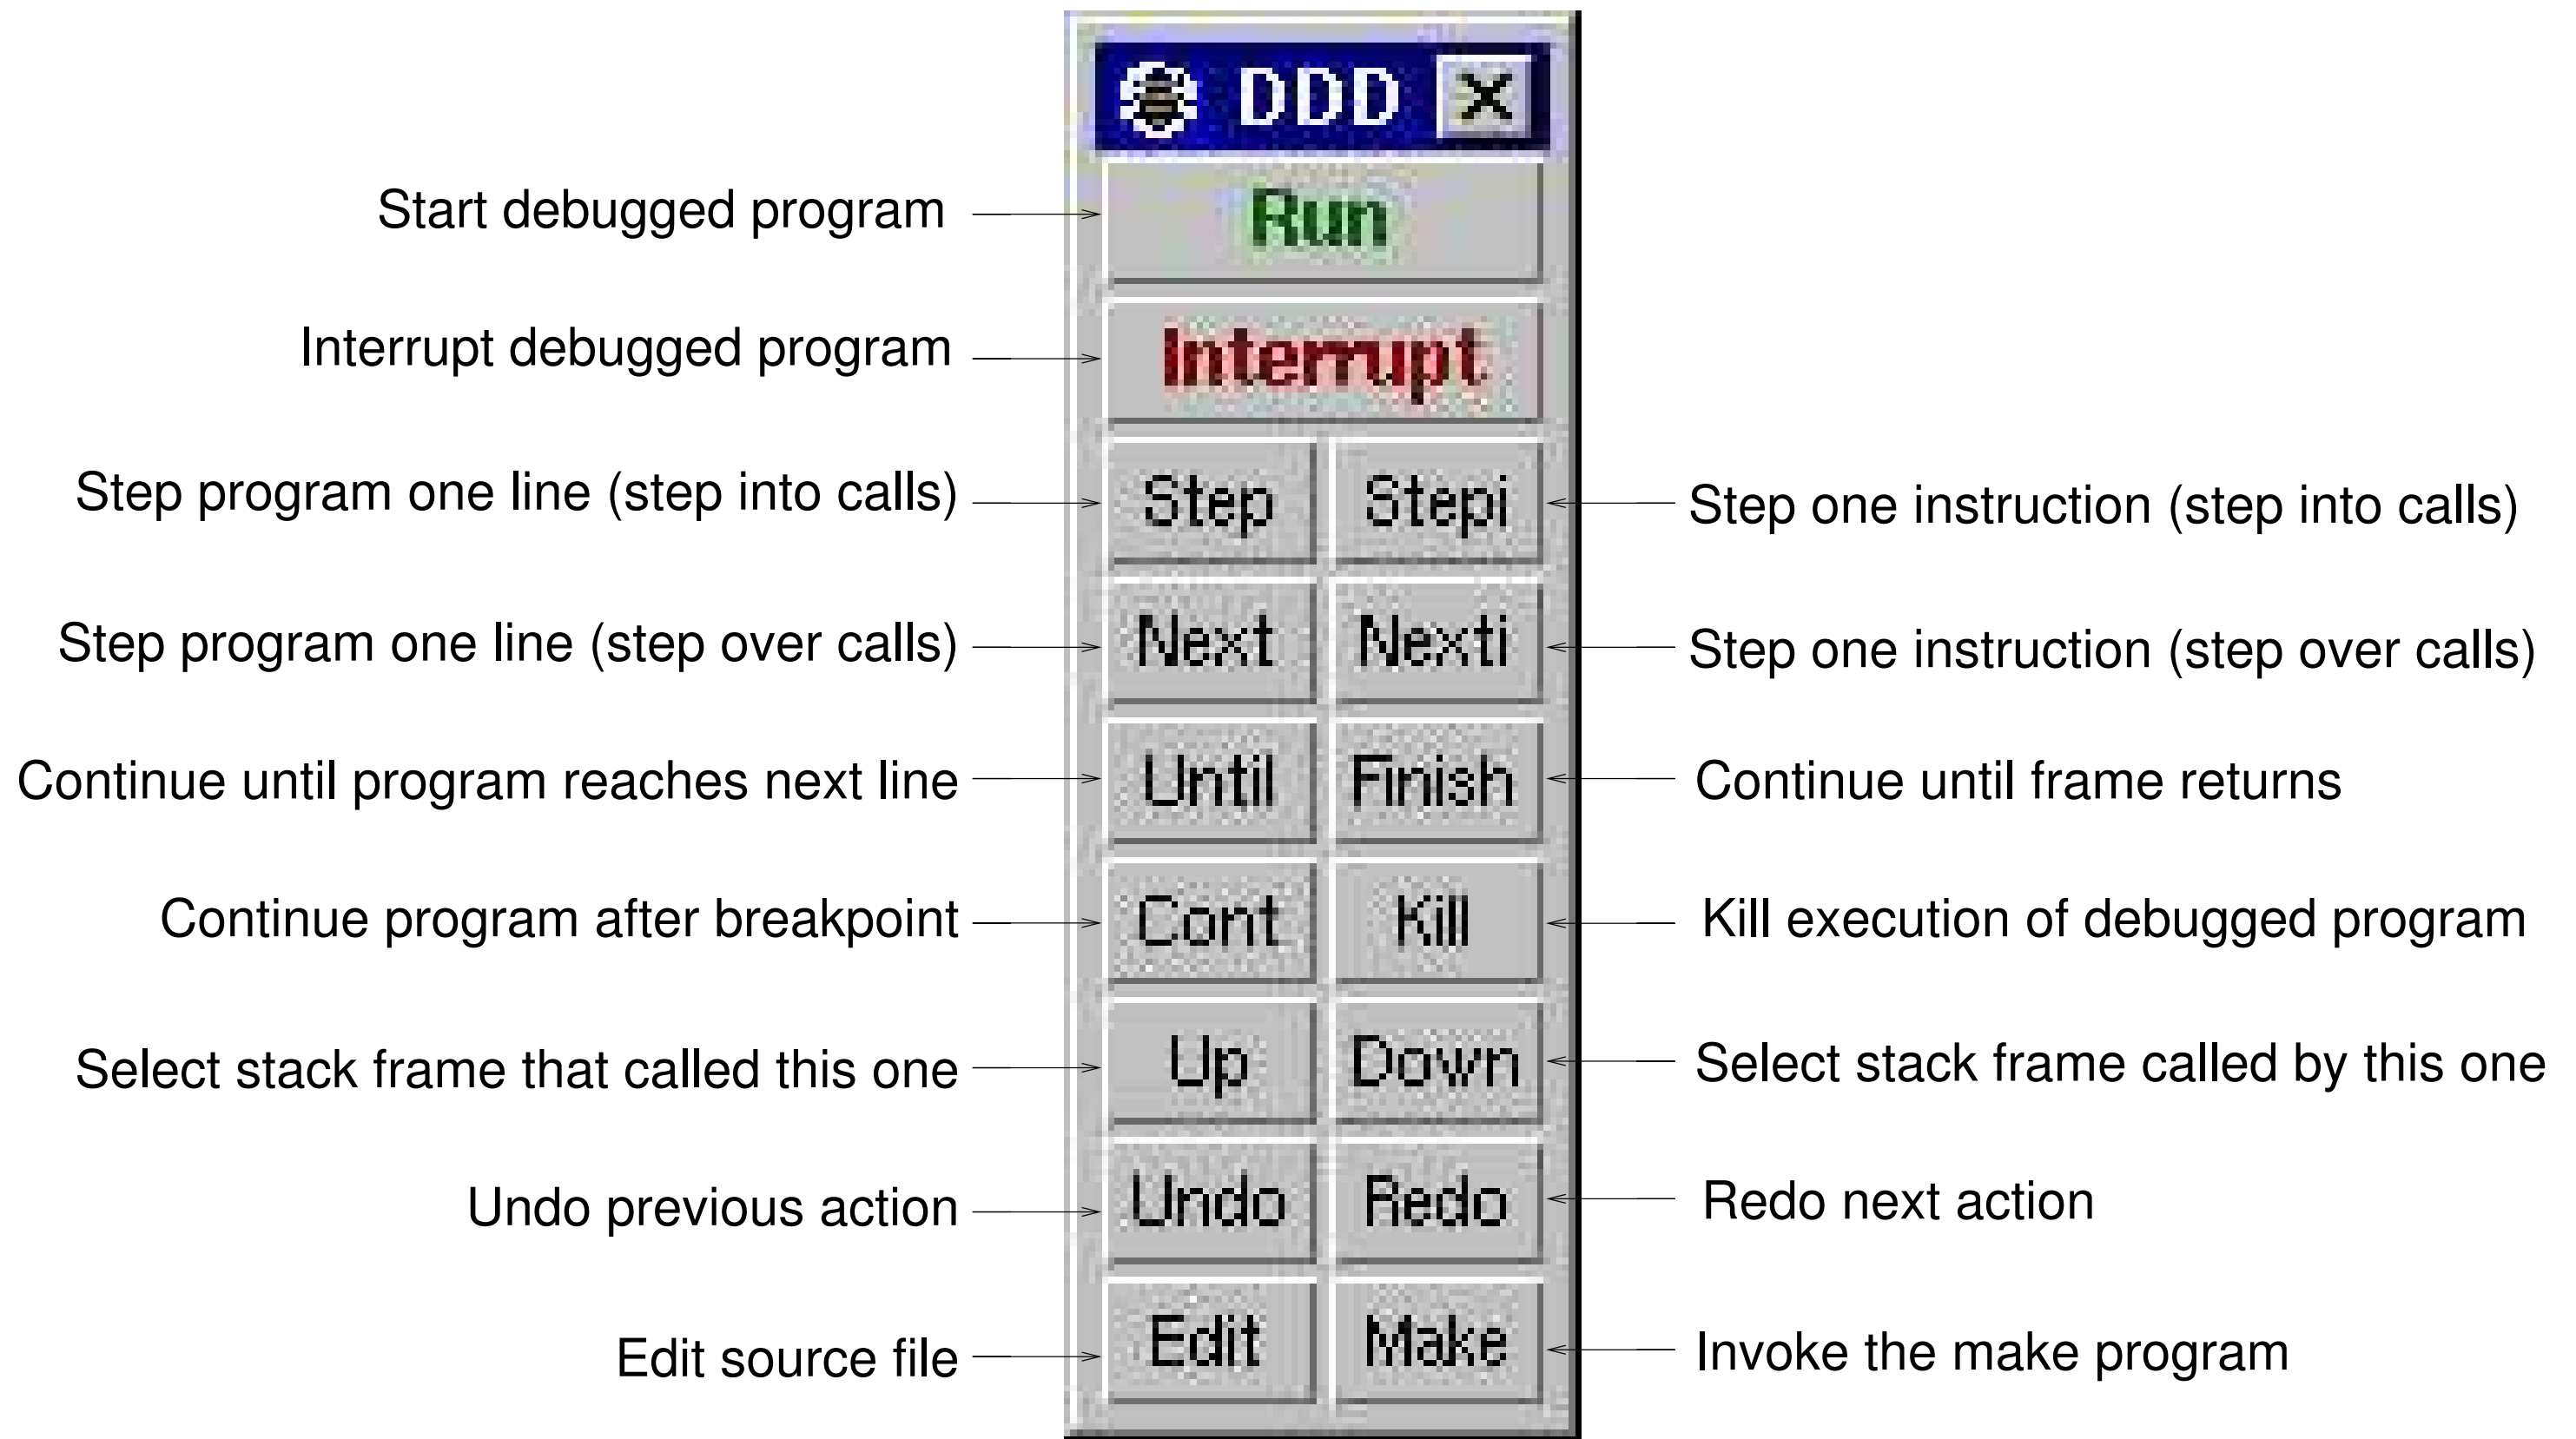 DDD
Start debugged program Run
Interrupt debugged program Interrupt
Step program one line (step into calls) Step Stepi Step one instruction (step into calls)
Step program one line (step over calls) Next Nexti Step one instruction (step over calls)
Continue until program reaches next line Until Finish Continue until frame returns
Continue program after breakpoint Cont Kill Kill execution of debugged program
Select stack frame that called this one Up Down Select stack frame called by this one
Undo previous action Undo Redo Redo next action
Edit source file Edit Make Invoke the make program